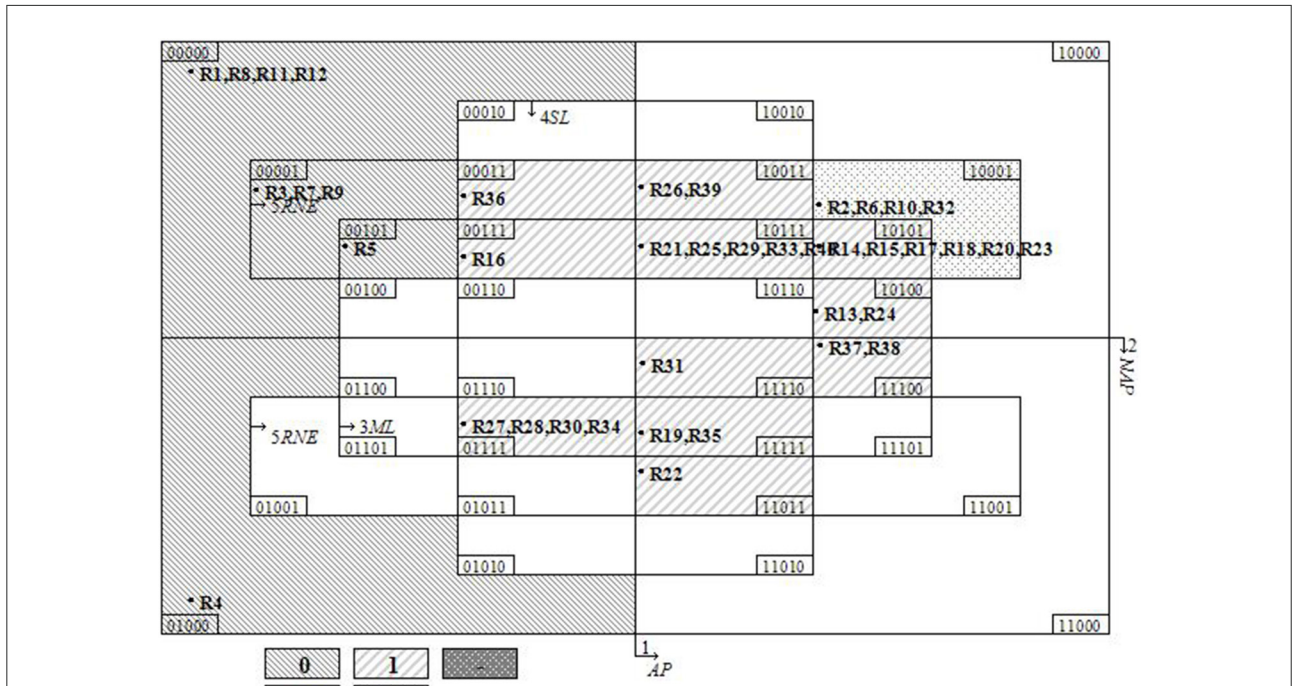 00000 10000
R1,R8,R11,R12
00010 4SL 10010
00001 00011 10011 10001
R3,R7,R9 R36 R26,R39 R2,R6,R10,R32
5RNE
00101 00111 10111 10101
R5 R16 R21,R25,R29,R33,R40 R14,R15,R17,R18,R20,R23
00100 00110 10110 10100
R13,R24
R37,R38 2
R31 MAP
01100 01110 11110 11100
5RNE 3ML R27,R28,R30,R34 R19,R35
01101 01111 11111 11101
R22
01001 01011 11011 11001
01010 11010
R4
01000 11000
1
0 1 - AP